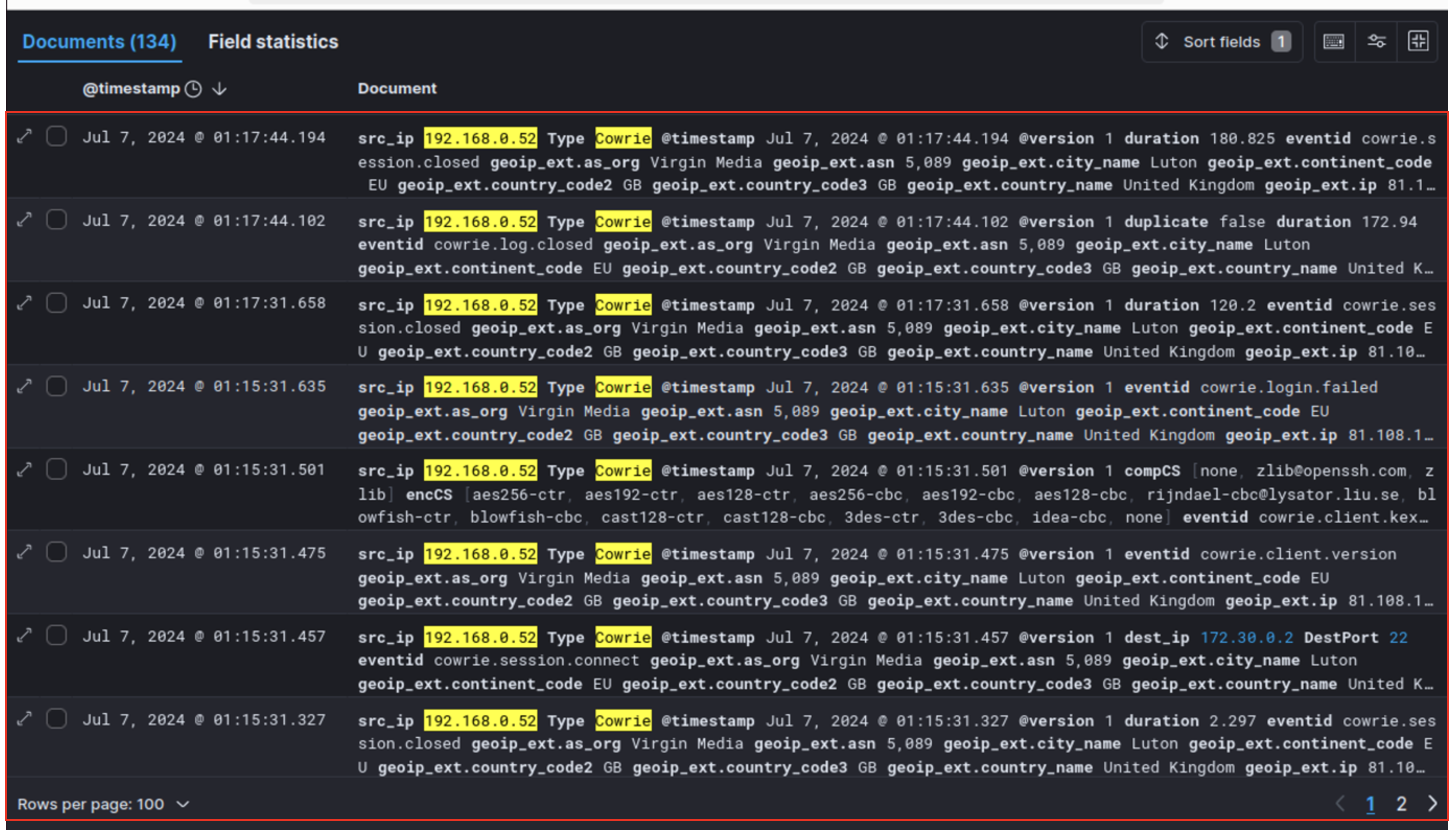 Documents (134) Field statistics Sort fields 1
@timestamp Document
Jul 7, 2024 @ 01:17:44.194 src_ip 192.168.0.52 Type Cowrie @timestamp Jul 7, 2024 @ 01:17:44.194 @version 1 duration 180.825 eventid cowrie.s
ession.closed geoip_ext.as_org Virgin Media geoip_ext.asn 5,089 geoip_ext.city_name Luton geoip_ext.continent_code
EU geoip_ext.country_code2 GB geoip_ext.country_code3 GB geoip_ext.country_name United Kingdom geoip_ext.ip 81.1…
Jul 7, 2024 @ 01:17:44.102 src_ip 192.168.0.52 Type Cowrie @timestamp Jul 7, 2024 @ 01:17:44.102 @version 1 duplicate false duration 172.94
eventid cowrie.log.closed geoip_ext.as_org Virgin Media geoip_ext.asn 5,089 geoip_ext.city_name Luton
geoip_ext.continent_code EU geoip_ext.country_code2 GB geoip_ext.country_code3 GB geoip_ext.country_name United K…
Jul 7, 2024 @ 01:17:31.658 src_ip 192.168.0.52 Type Cowrie @timestamp Jul 7, 2024 @ 01:17:31.658 @version 1 duration 120.2 eventid cowrie.ses
sion.closed geoip_ext.as_org Virgin Media geoip_ext.asn 5,089 geoip_ext.city_name Luton geoip_ext.continent_code E
U geoip_ext.country_code2 GB geoip_ext.country_code3 GB geoip_ext.country_name United Kingdom geoip_ext.ip 81.10…
Jul 7, 2024 @ 01:15:31.635 src_ip 192.168.0.52 Type Cowrie @timestamp Jul 7, 2024 @ 01:15:31.635 @version 1 eventid cowrie.login.failed
geoip_ext.as_org Virgin Media geoip_ext.asn 5,089 geoip_ext.city_name Luton geoip_ext.continent_code EU
geoip_ext.country_code2 GB geoip_ext.country_code3 GB geoip_ext.country_name United Kingdom geoip_ext.ip 81.108.1…
Jul 7, 2024 @ 01:15:31.501 src_ip 192.168.0.52 Type Cowrie @timestamp Jul 7, 2024 @ 01:15:31.501 @version 1 compCS [none, zlib@openssh.com, z
lib] encCS [aes256-ctr, aes192-ctr, aes128-ctr, aes256-cbc, aes192-cbc, aes128-cbc, rijndael-cbc@lysator.liu.se, bl
owfish-ctr, blowfish-cbc, cast128-ctr, cast128-cbc, 3des-ctr, 3des-cbc, idea-cbc, none] eventid cowrie.client.kex…
Jul 7, 2024 @ 01:15:31.475 src_ip 192.168.0.52 Type Cowrie @timestamp Jul 7, 2024 @ 01:15:31.475 @version 1 eventid cowrie.client.version
geoip_ext.as_org Virgin Media geoip_ext.asn 5,089 geoip_ext.city_name Luton geoip_ext.continent_code EU
geoip_ext.country_code2 GB geoip_ext.country_code3 GB geoip_ext.country_name United Kingdom geoip_ext.ip 81.108.1…
Jul 7, 2024 @ 01:15:31.457 src_ip 192.168.0.52 Type Cowrie @timestamp Jul 7, 2024 @ 01:15:31.457 @version 1 dest_ip 172.30.0.2 DestPort 22
eventid cowrie.session.connect geoip_ext.as_org Virgin Media geoip_ext.asn 5,089 geoip_ext.city_name Luton
geoip_ext.continent_code EU geoip_ext.country_code2 GB geoip_ext.country_code3 GB geoip_ext.country_name United K…
Jul 7, 2024 @ 01:15:31.327 src_ip 192.168.0.52 Type Cowrie @timestamp Jul 7, 2024 @ 01:15:31.327 @version 1 duration 2.297 eventid cowrie.ses
sion.closed geoip_ext.as_org Virgin Media geoip_ext.asn 5,089 geoip_ext.city_name Luton geoip_ext.continent_code E
U geoip_ext.country_code2 GB geoip_ext.country_code3 GB geoip_ext.country_name United Kingdom geoip_ext.ip 81.10…
Rows per page: 100 1 2